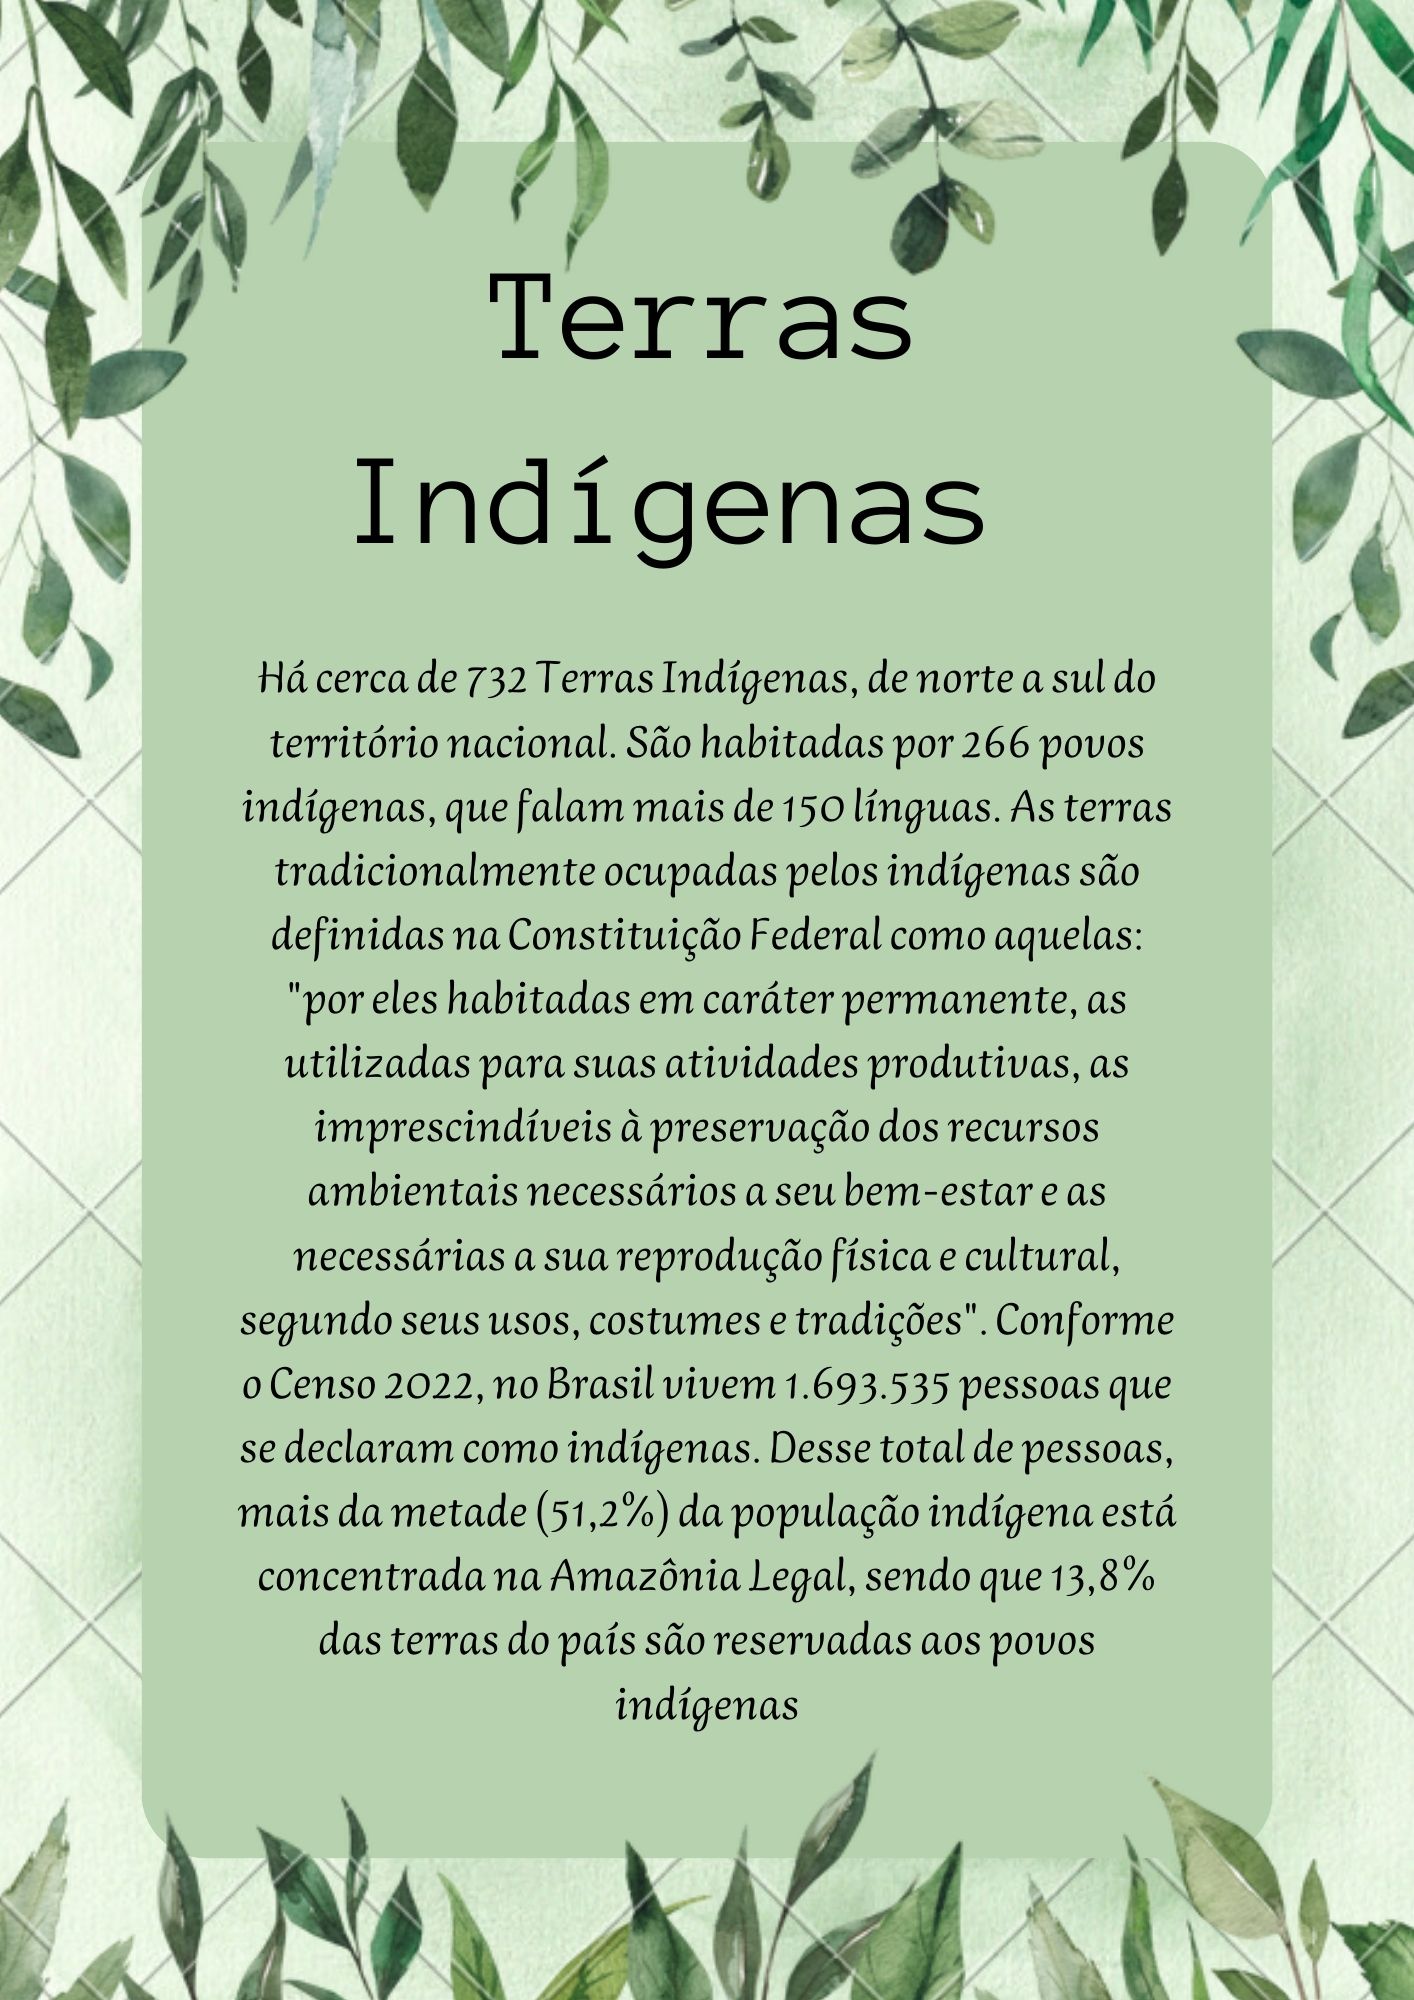 Terras
Indígenas
Há cerca de 732 Terras Indígenas, de norte a sul do
território nacional. São habitadas por 266 povos
indígenas, que falam mais de 150 línguas. As terras
tradicionalmente ocupadas pelos indígenas são
definidas na Constituição Federal como aquelas:
"por eles habitadas em caráter permanente, as
utilizadas para suas atividades produtivas, as
imprescindíveis à preservação dos recursos
ambientais necessários a seu bem-estar e as
necessárias a sua reprodução física e cultural,
segundo seus usos, costumes e tradições". Conforme
o Censo 2022, no Brasil vivem 1.693.535 pessoas que
se declaram como indígenas. Desse total de pessoas,
mais da metade (51,2%) da população indígena está
concentrada na Amazônia Legal, sendo que 13,8%
das terras do país são reservadas aos povos
indígenas